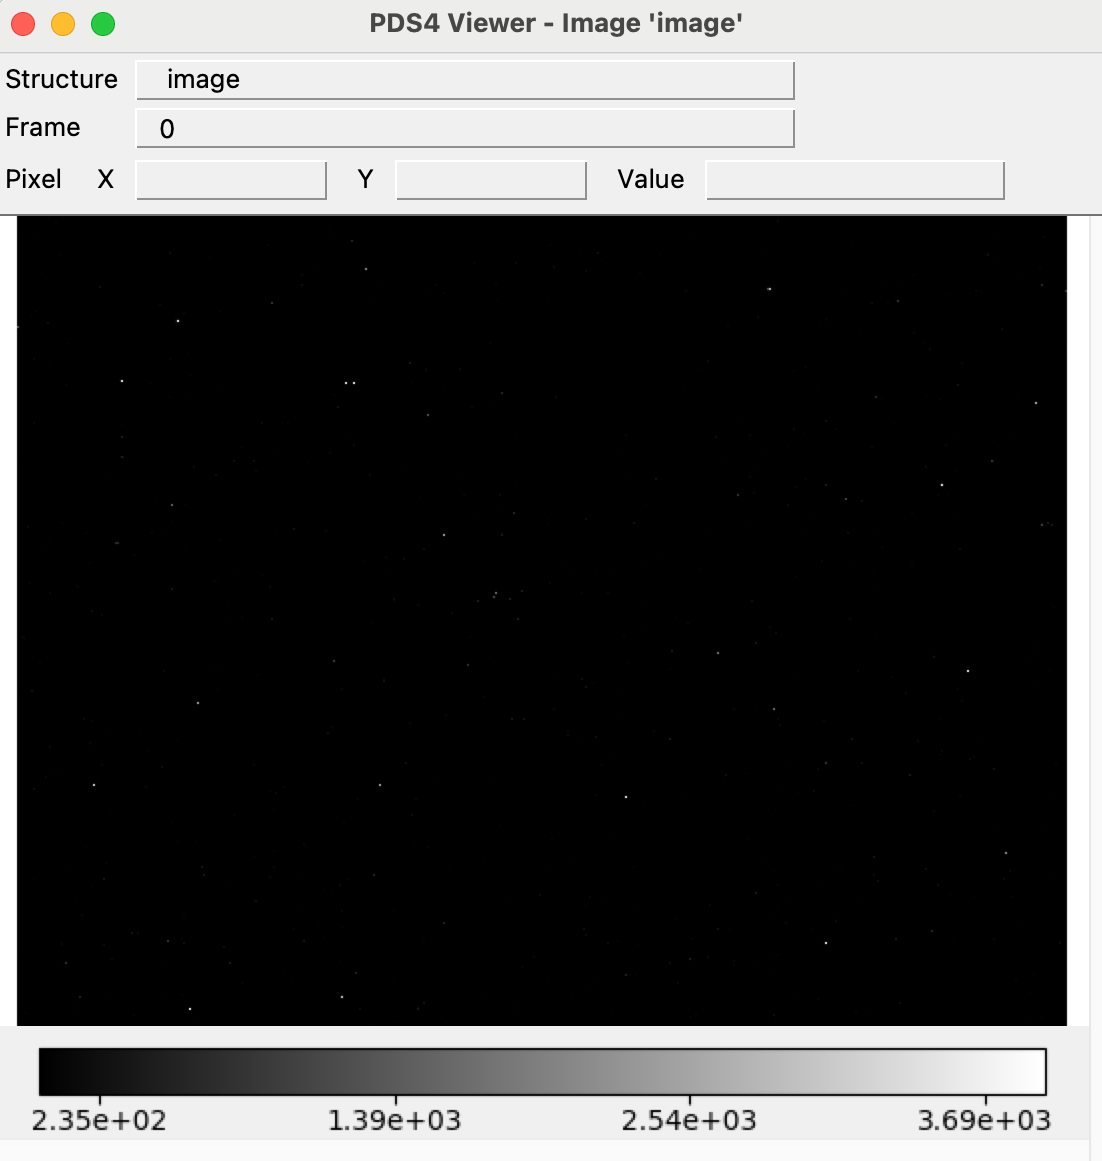 PDS4 Viewer - Image 'image'
Structure image
Frame 0
Pixel X Y Value
2.35e+02 1.39e+03 2.54e+03 3.69e+03